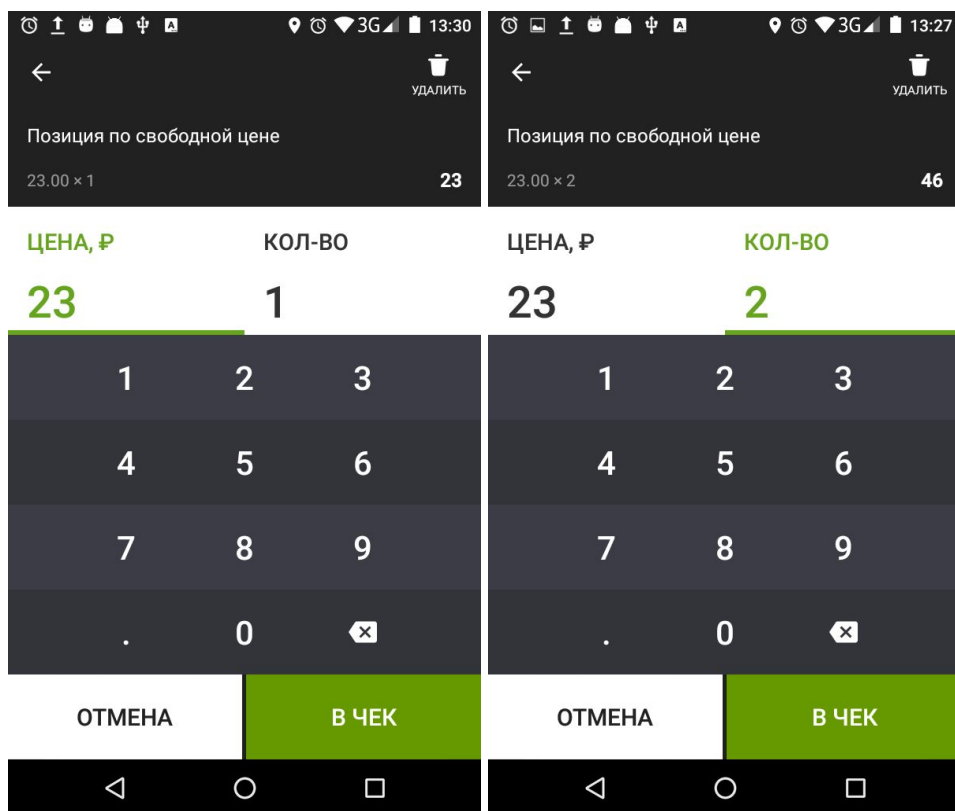 3G 13:30
УДАЛИТЬ
Позиция по свободной цене
23.00 × 1 23
ЦЕНА, ₽ КОЛ-ВО
23 1
1 2 3
4 5 6
7 8 9
. 0
ОТМЕНА В ЧЕК
3G 13:27
УДАЛИТЬ
Позиция по свободной цене
23.00 × 2 46
ЦЕНА, ₽ КОЛ-ВО
23 2
1 2 3
4 5 6
7 8 9
. 0
ОТМЕНА В ЧЕК